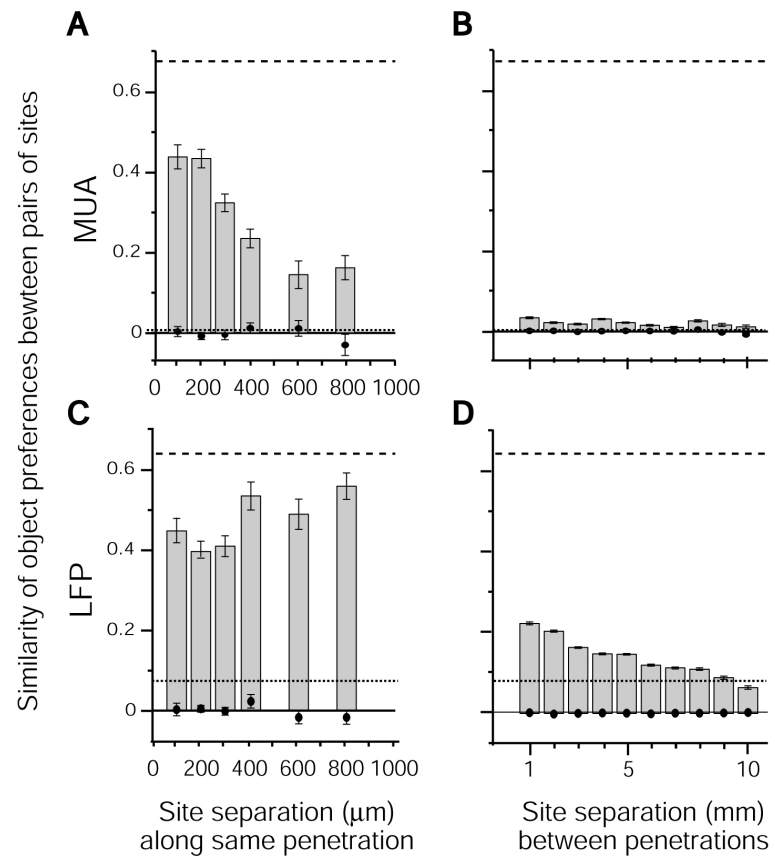 A
B
Similarity of object preferences bewteen pairs of sites
MUA
0.6
0.4
0.2
0
0 200 400 600 800 1000
C
D
LFP
0.6
0.4
0.2
0
0 200 400 600 800 1000
1 5 10
Site separation (μm)
along same penetration
Site separation (mm)
between penetrations